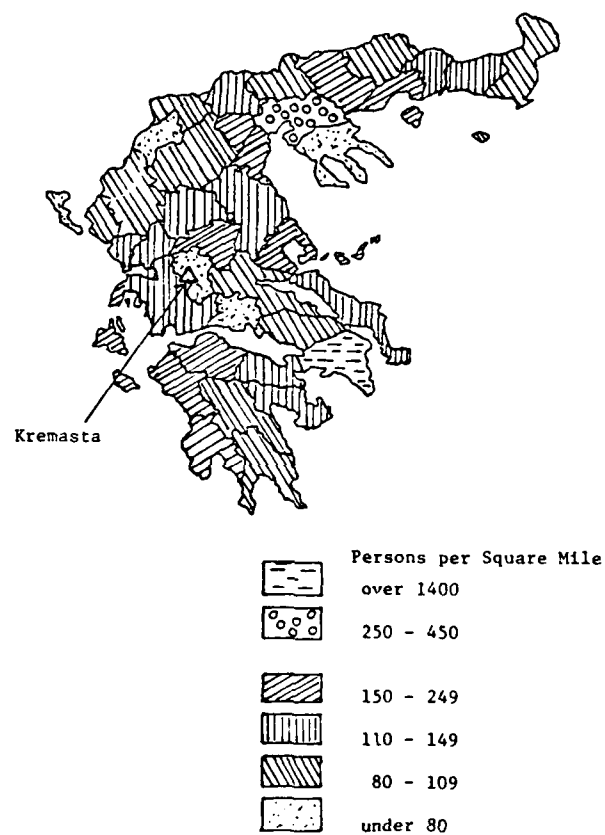 Kremasta
Persons per Square Mile
over 1400
250 - 450
150 - 249
110 - 149
80 - 109
under 80